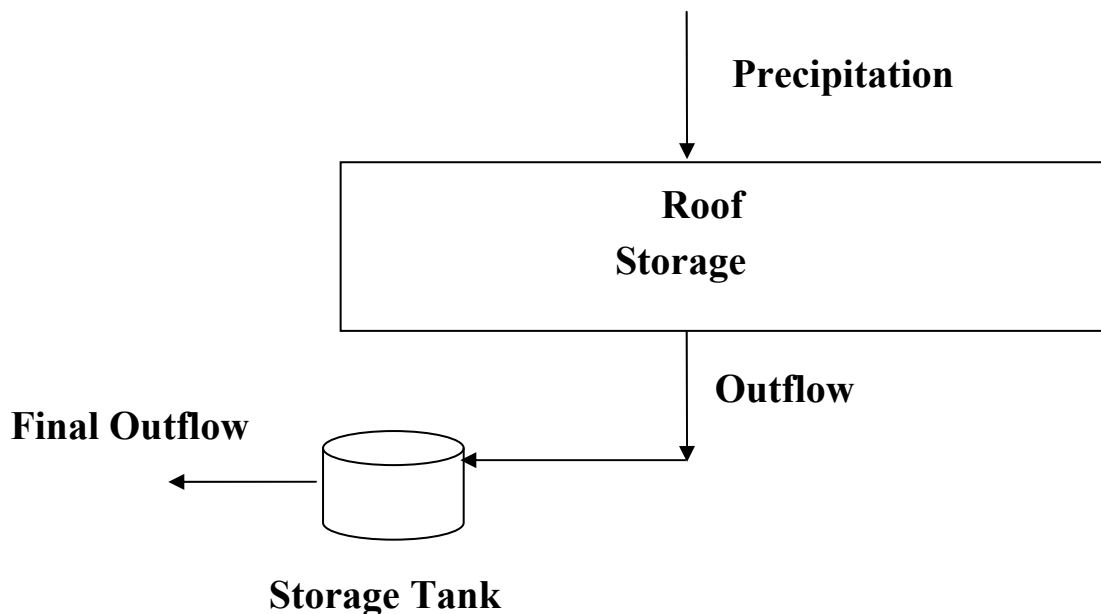 Precipitation
Roof
Storage
Outflow
Final Outflow
Storage Tank